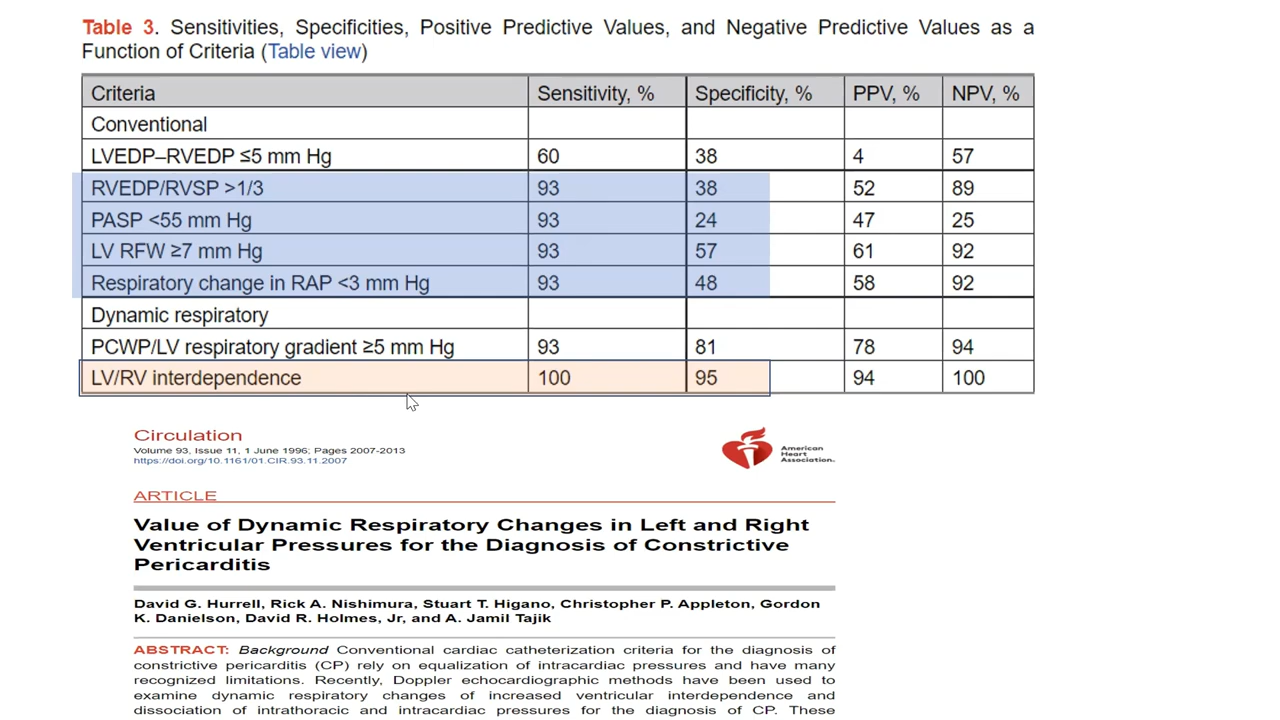 Table 3. Sensitivities, Specificities, Positive Predictive Values, and Negative Predictive Values as a
Function of Criteria (Table view)
Criteria Sensitivity, % Specificity, % PPV, % NPV, %
Conventional
LVEDP–RVEDP ≤5 mm Hg 60 38 4 57
RVEDP/RVSP >1/3 93 38 52 89
PASP <55 mm Hg 93 24 47 25
LV RFW ≥7 mm Hg 93 57 61 92
Respiratory change in RAP <3 mm Hg 93 48 58 92
Dynamic respiratory
PCWP/LV respiratory gradient ≥5 mm Hg 93 81 78 94
LV/RV interdependence 100 95 94 100
Circulation
Volume 93, Issue 11, 1 June 1996; Pages 2007-2013
https://doi.org/10.1161/01.CIR.93.11.2007
American
Heart
Association.
ARTICLE
Value of Dynamic Respiratory Changes in Left and Right
Ventricular Pressures for the Diagnosis of Constrictive
Pericarditis
David G. Hurrell, Rick A. Nishimura, Stuart T. Higano, Christopher P. Appleton, Gordon
K. Danielson, David R. Holmes, Jr, and A. Jamil Tajik
ABSTRACT: Background Conventional cardiac catheterization criteria for the diagnosis of
constrictive pericarditis (CP) rely on equalization of intracardiac pressures and have many
recognized limitations. Recently, Doppler echocardiographic methods have been used to
examine dynamic respiratory changes of increased ventricular interdependence and
dissociation of intrathoracic and intracardiac pressures for the diagnosis of CP. These